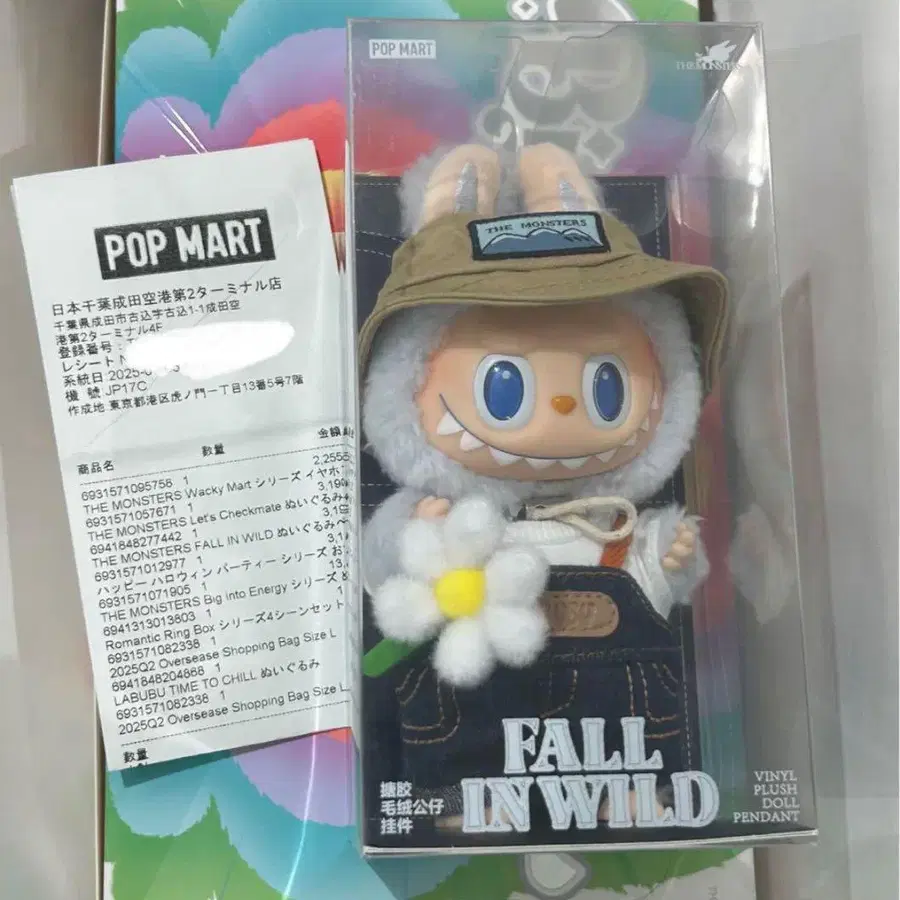 POP MART
日本千葉成田空港第2ターミナル店
千葉県成田市古込字古込1-1成田空
港第2ターミナル4F
登録番号:
レシート
系統日:2025-0
機 號:JP17C
作成地:東京都港区虎ノ門一丁目13番5号7階
商品名 数量 金額
6931571095758 1
THE MONSTERS Wacky Mart シリーズ イヤホ
6931571057671 1
THE MONSTERS Let's Checkmate ぬいぐるみ
6941848277442 1
THE MONSTERS FALL IN WILD ぬいぐるみペ
6931571012977 1
ハッピー ハロウィン パーティー シリーズ お
6931571071905 1
THE MONSTERS Big into Energy シリーズ ぬ
6941313013803 1
Romantic Ring Box シリーズ4シーンセット
6931571082338 1
2025Q2 Oversease Shopping Bag Size L
6941848204868 1
LABUBU TIME TO CHILL ぬいぐるみ
6931571082338 1
2025Q2 Oversease Shopping Bag Size L
数量
POP MART
THE MONSTERS
THE MONSTERS
FALL
IN WILD
搪胶
毛绒公仔
挂件
VINYL
PLUSH
DOLL
PENDANT